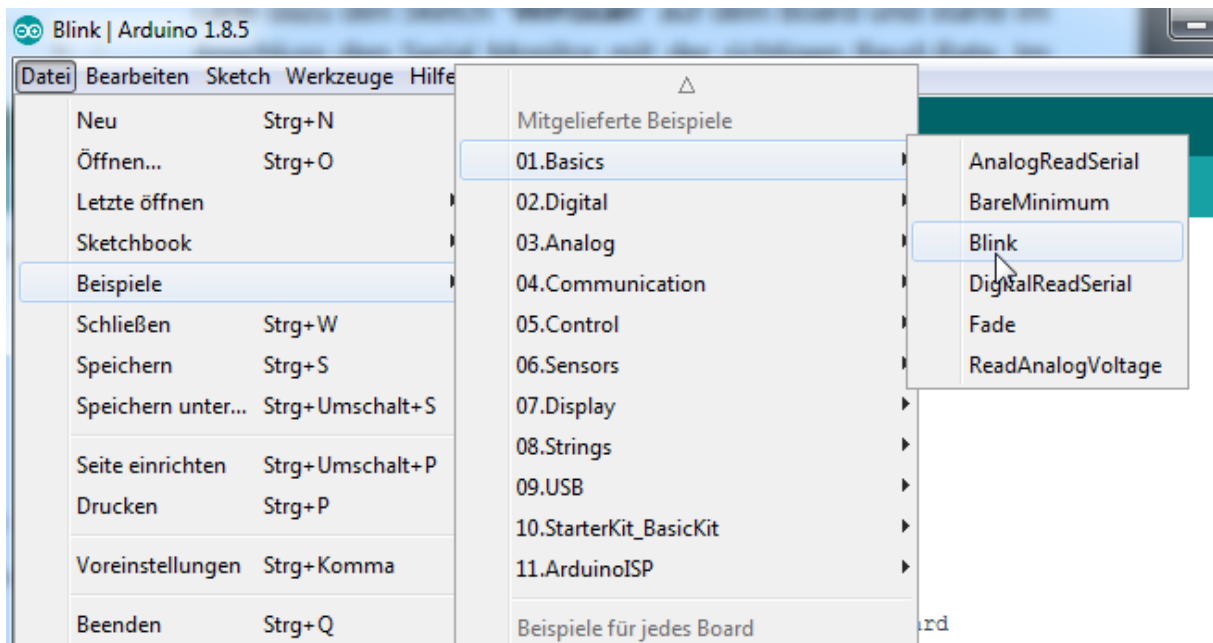 Blink | Arduino 1.8.5
Datei Bearbeiten Sketch Werkzeuge Hilfe
Neu Strg+N
Öffnen... Strg+O
Letzte öffnen
Sketchbook
Beispiele
Schließen Strg+W
Speichern Strg+S
Speichern unter... Strg+Umschalt+S
Seite einrichten Strg+Umschalt+P
Drucken Strg+P
Voreinstellungen Strg+Komma
Beenden Strg+Q
Mitgelieferte Beispiele
01.Basics
02.Digital
03.Analog
04.Communication
05.Control
06.Sensors
07.Display
08.Strings
09.USB
10.StarterKit_BasicKit
11.ArduinoISP
Beispiele für jedes Board
AnalogReadSerial
BareMinimum
Blink
DigitalReadSerial
Fade
ReadAnalogVoltage